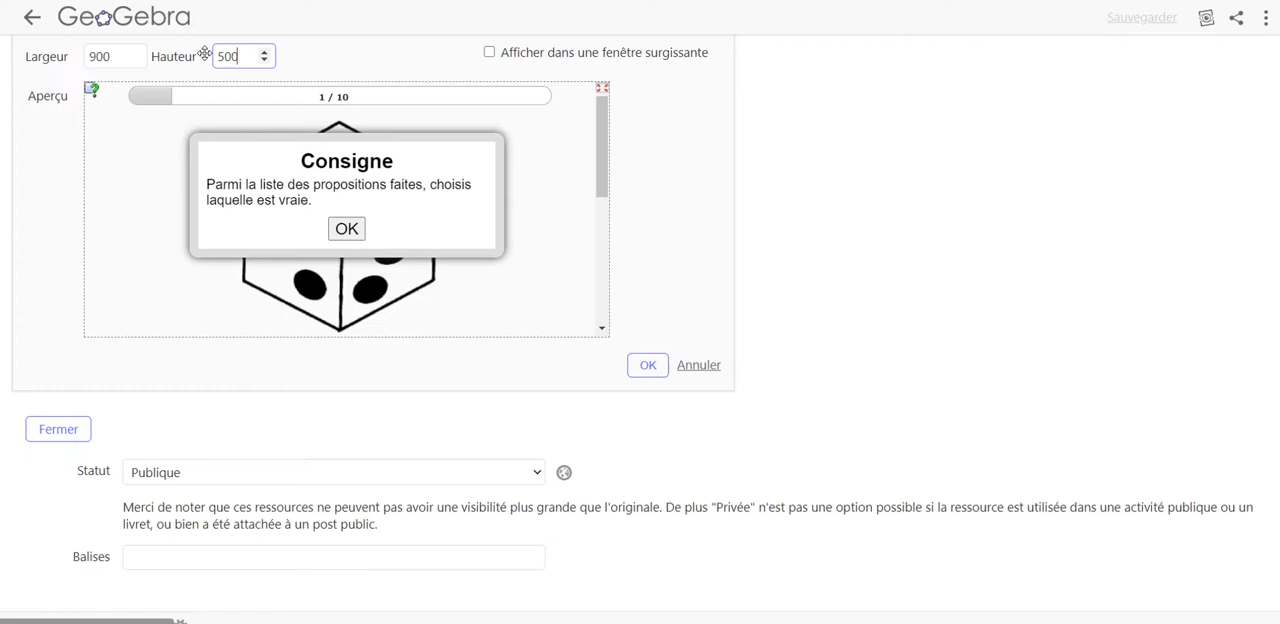 GeoGebra
Sauvegarder
Largeur 900 Hauteur 500 Afficher dans une fenêtre surgissante
Aperçu
1 / 10
Consigne
Parmi la liste des propositions faites, choisis
laquelle est vraie.
OK
OK Annuler
Fermer
Statut Publique
Merci de noter que ces ressources ne peuvent pas avoir une visibilité plus grande que l'originale. De plus "Privée" n'est pas une option possible si la ressource est utilisée dans une activité publique ou un
livret, ou bien a été attachée à un post public.
Balises